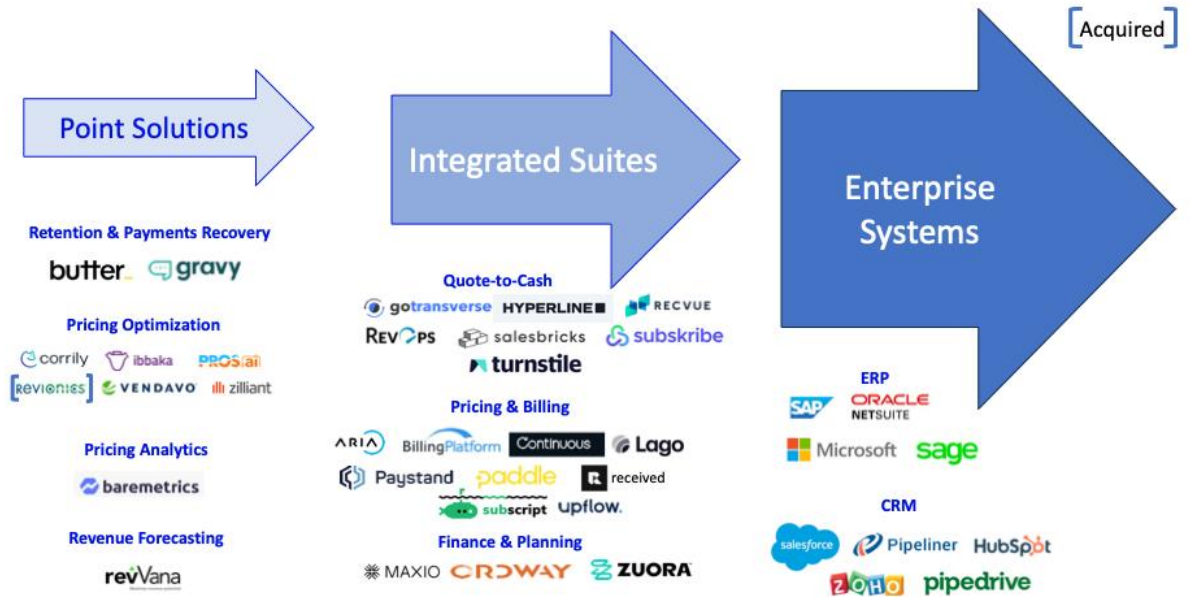 [Acquired]
Point Solutions
Integrated Suites
Enterprise
Systems
Retention & Payments Recovery
butter_ gravy
Pricing Optimization
corrily ibbaka PROS[ai]
[REVIONICS] VENDAVO zilliant
Pricing Analytics
baremetrics
Revenue Forecasting
revVana
Quote-to-Cash
gotransverse HYPERLINE RECVUE
REVOPS salesbricks subskribe
turnstile
Pricing & Billing
ARIA BillingPlatform Continuous Lago
Paystand paddle R received
subscript upflow.
Finance & Planning
MAXIO ORDWAY ZUORA
ERP
SAP ORACLE
NETSUITE
Microsoft sage
CRM
salesforce Pipeliner HubSpot
ZOHO pipedrive